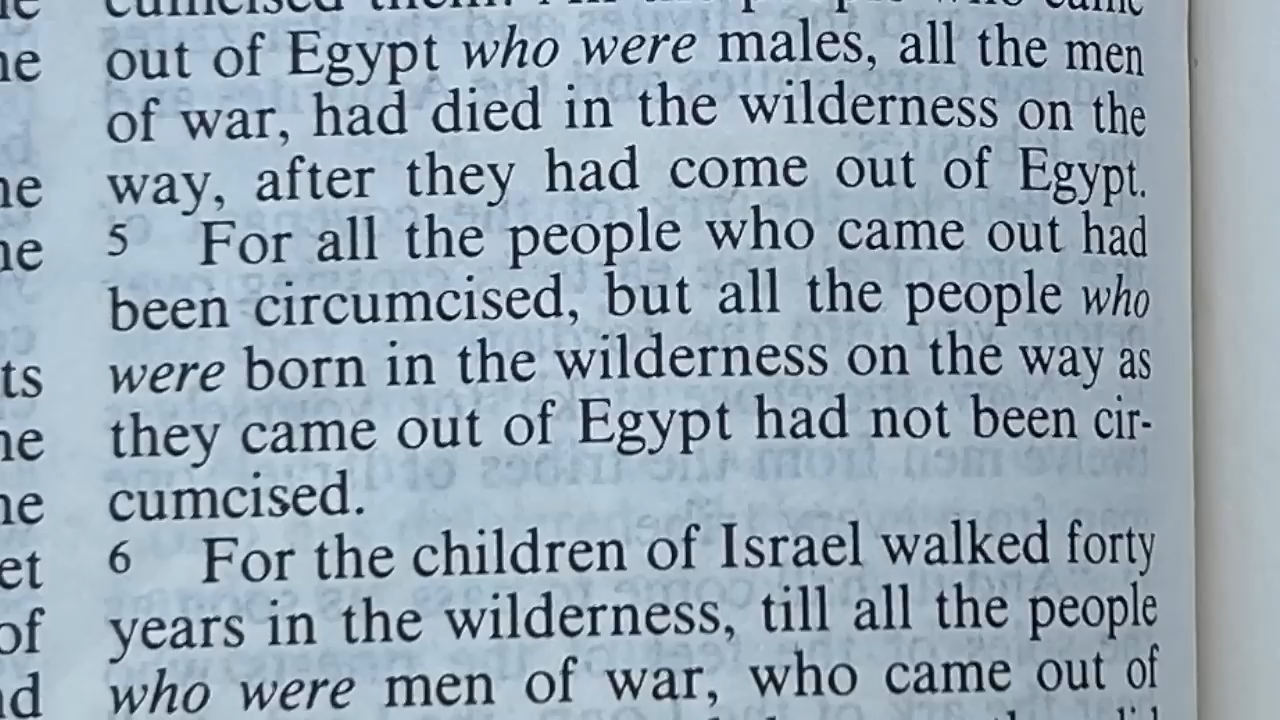 out of Egypt who were males, all the men
of war, had died in the wilderness on the
way, after they had come out of Egypt.
5 For all the people who came out had
been circumcised, but all the people who
were born in the wilderness on the way as
they came out of Egypt had not been cir-
cumcised.
6 For the children of Israel walked forty
years in the wilderness, till all the people
who were men of war, who came out of